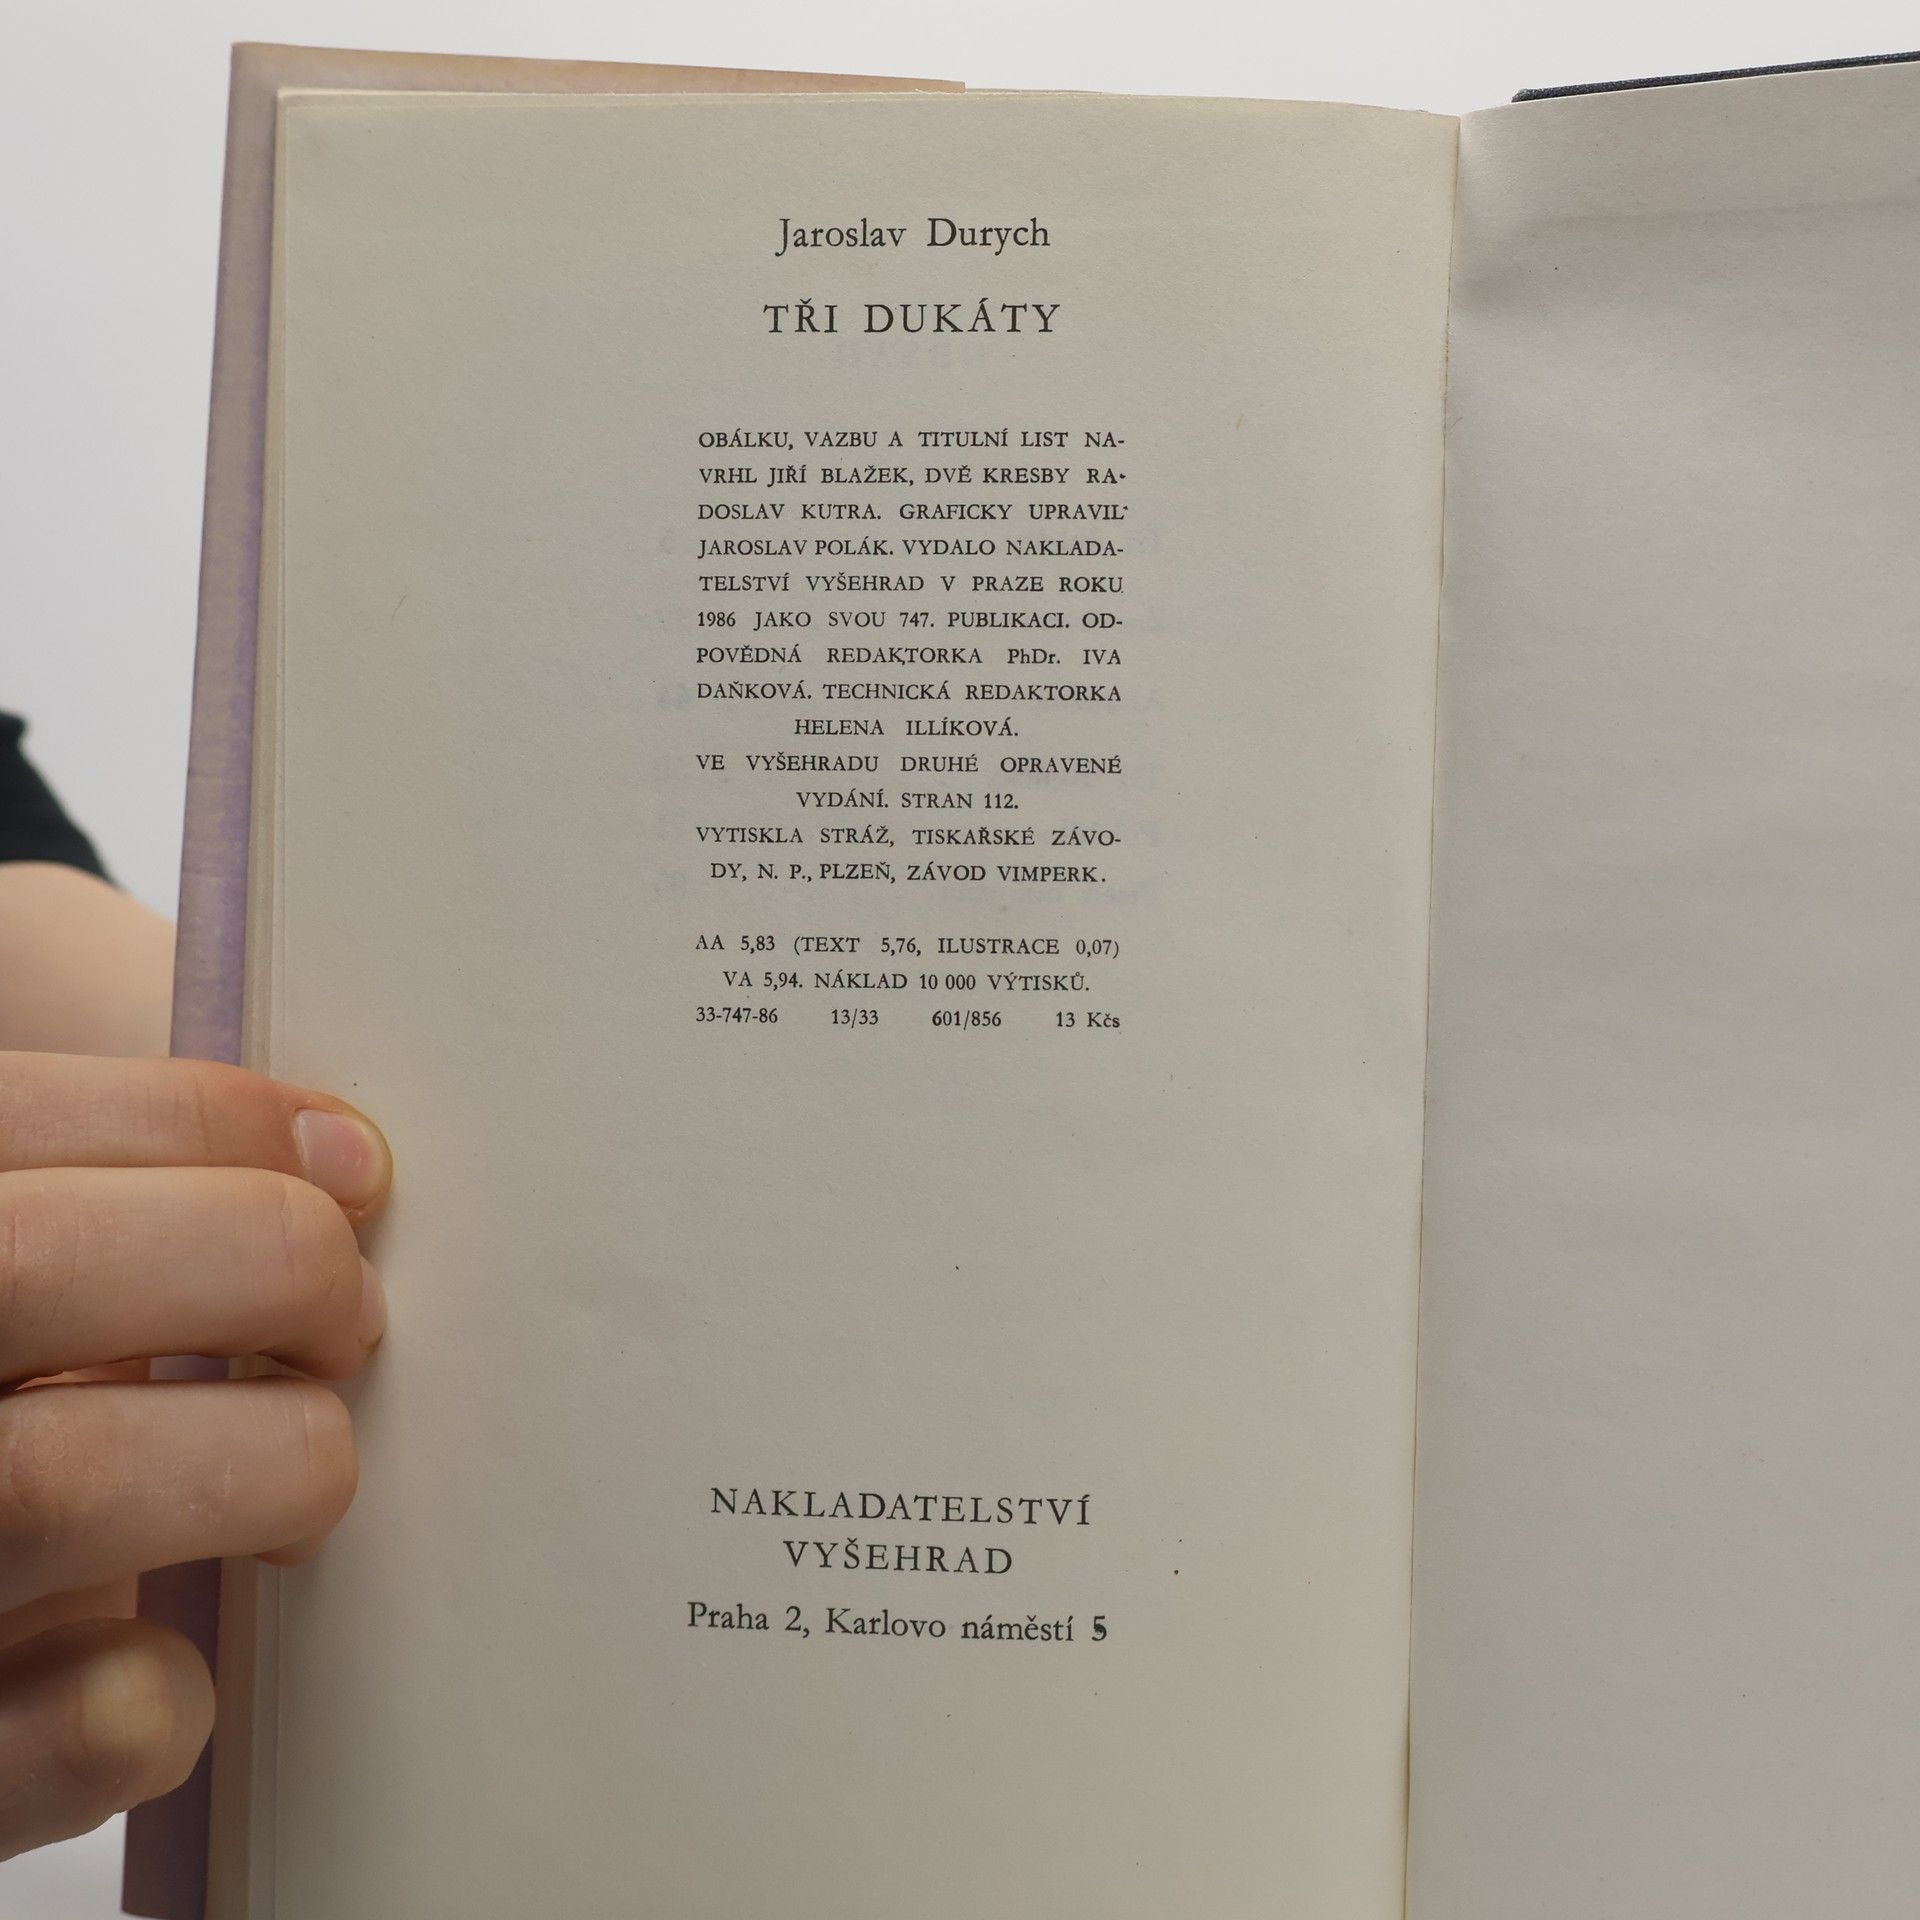 Jaroslav Durych
TŘI DUKÁTY
OBÁLKU, VAZBU A TITULNÍ LIST NA-
VRHL JIŘÍ BLAŽEK, DVĚ KRESBY RA-
DOSLAV KUTRA. GRAFICKY UPRAVIL
JAROSLAV POLÁK. VYDALO NAKLADA-
TELSTVÍ VYŠEHRAD V PRAZE ROKU
1986 JAKO SVOU 747. PUBLIKACI. OD-
POVĚDNÁ REDAKTORKA PhDr. IVA
DAŇKOVÁ. TECHNICKÁ REDAKTORKA
HELENA ILLÍKOVÁ.
VE VYŠEHRADU DRUHÉ OPRAVENÉ
VYDÁNÍ. STRAN 112.
VYTISKLA STRÁŽ, TISKAŘSKÉ ZÁVO-
DY, N. P., PLZEŇ, ZÁVOD VIMPERK.
AA 5,83 (TEXT 5,76, ILUSTRACE 0,07)
VA 5,94. NÁKLAD 10 000 VÝTISKŮ.
33-747-86 13/33 601/856 13 Kčs
NAKLADATELSTVÍ
VYŠEHRAD
Praha 2, Karlovo náměstí 5